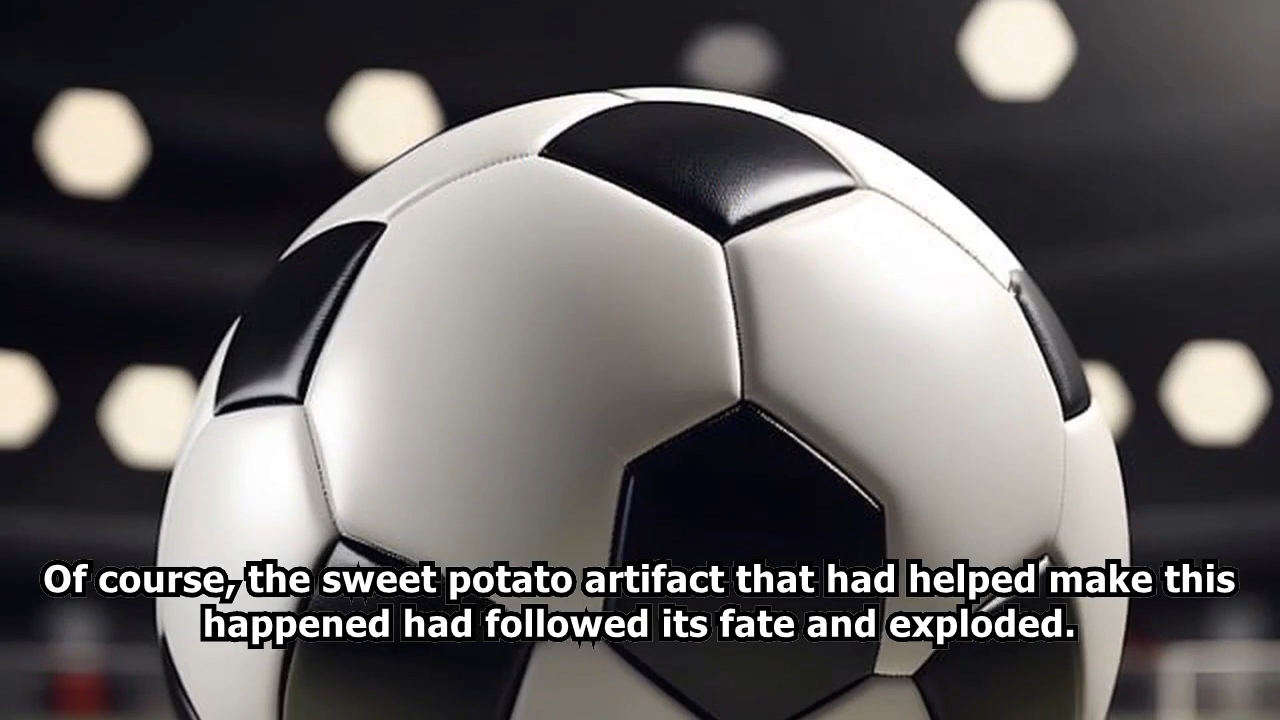 Of course, the sweet potato artifact that had helped make this
happened had followed its fate and exploded.